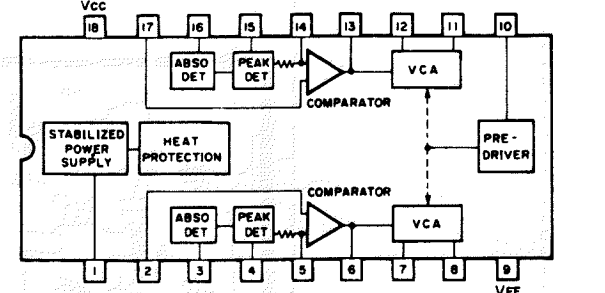 VCC
18 17 16 15 14 13 12 11 10
ABSO
DET
PEAK
DET
COMPARATOR
VCA
STABILIZED
POWER
SUPPLY
HEAT
PROTECTION
PRE-
DRIVER
COMPARATOR
ABSO
DET
PEAK
DET
VCA
1 2 3 4 5 6 7 8 9
VEE